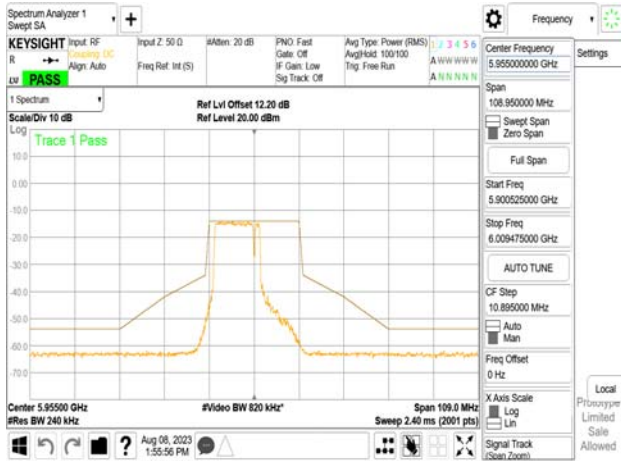 Spectrum Analyzer 1
Swept SA
Frequency
KEYSIGHT
Input: RF
Coupling: DC
Align: Auto
Input Z: 50 Ω
Freq Ref: Int (S)
#Atten: 20 dB
PNO: Fast
Gate: Off
IF Gain: Low
Sig Track: Off
Avg Type: Power (RMS)
Avg|Hold: 100/100
Trig: Free Run
1 2 3 4 5 6
A W W W W W
A N N N N N
R
LV PASS
1 Spectrum
Scale/Div 10 dB
Ref Lvl Offset 12.20 dB
Ref Level 20.00 dBm
Log
Trace 1 Pass
10.0
0.00
-10.0
-20.0
-30.0
-40.0
-50.0
-60.0
-70.0
Center 5.95500 GHz
#Res BW 240 kHz
#Video BW 820 kHz*
Span 109.0 MHz
Sweep 2.40 ms (2001 pts)
Aug 08, 2023
1:55:56 PM
Center Frequency
5.955000000 GHz
Settings
Span
108.950000 MHz
Swept Span
Zero Span
Full Span
Start Freq
5.900525000 GHz
Stop Freq
6.009475000 GHz
AUTO TUNE
CF Step
10.895000 MHz
Auto
Man
Freq Offset
0 Hz
X Axis Scale
Log
Lin
Signal Track
(Span Zoom)
Local
Prototype
Limited
Sale
Allowed